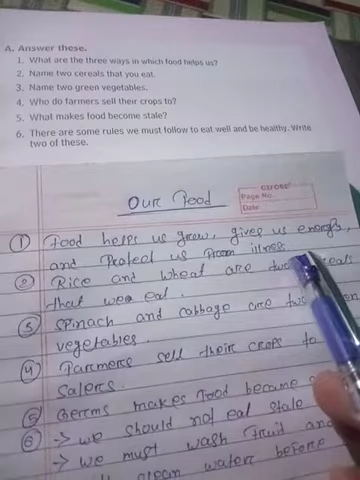 A. Answer these.
1. What are the three ways in which food helps us?
2. Name two cereals that you eat.
3. Name two green vegetables.
4. Who do farmers sell their crops to?
5. What makes food become stale?
6. There are some rules we must follow to eat well and be healthy. Write
two of these.
Page No.
Date
Our Food
1 Food helps us grow, gives us energy,
and Protect us from illness.
2 Rice and wheat are two
that we eat.
3 Spinach and cabbage are two
vegetables.
4 Farmers sell their crops to
Salers.
5 Germs makes food become
6 → we should not eat stale
→ we must wash fruit and
clean water before